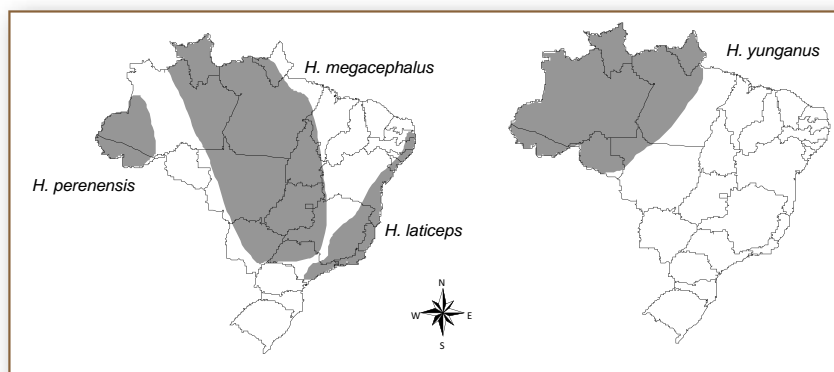 H. megacephalus
H. yunganus
H. perenensis
H. laticeps
N
W E
S